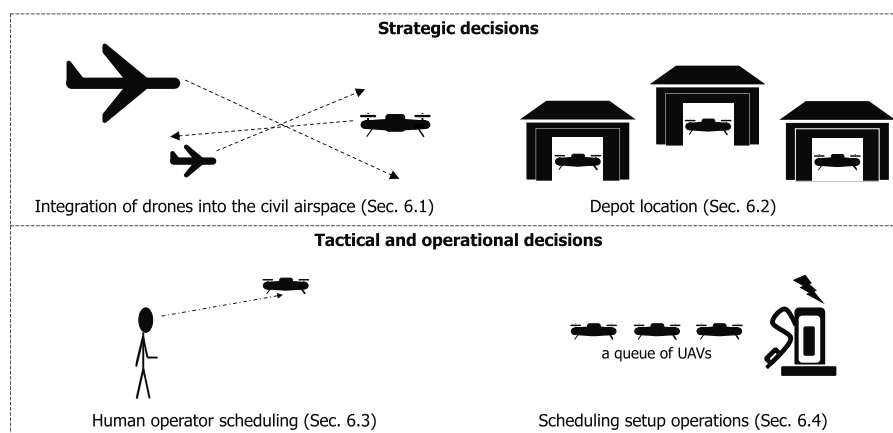 Strategic decisions
Integration of drones into the civil airspace (Sec. 6.1)
Depot location (Sec. 6.2)
Tactical and operational decisions
a queue of UAVs
Human operator scheduling (Sec. 6.3)
Scheduling setup operations (Sec. 6.4)